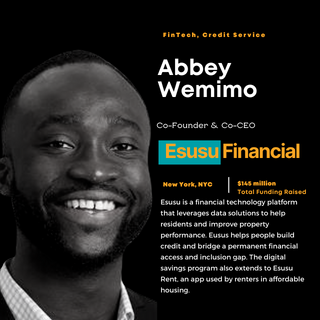 FinTech, Credit Service
Abbey
Wemimo
Co-Founder & Co-CEO
Esusu Financial
New York, NYC
$145 million
Total Funding Raised
Esusu is a financial technology platform
that leverages data solutions to help
residents and improve property
performance. Eusus helps people build
credit and bridge a permanent financial
access and inclusion gap. The digital
savings program also extends to Esusu
Rent, an app used by renters in affordable
housing.